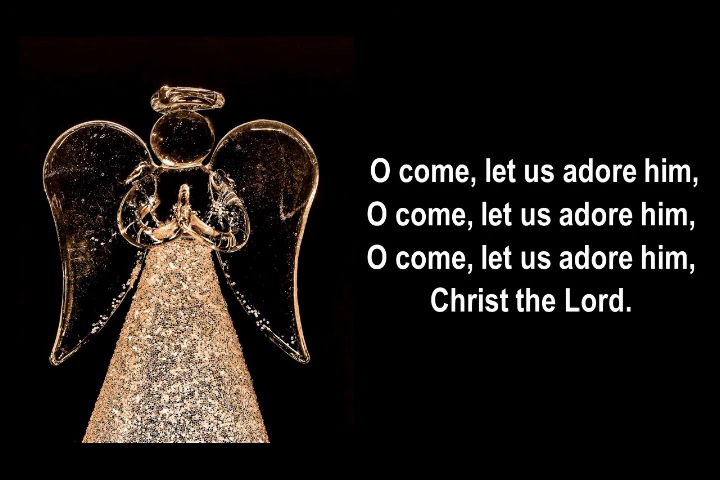 O come, let us adore him,
O come, let us adore him,
O come, let us adore him,
Christ the Lord.